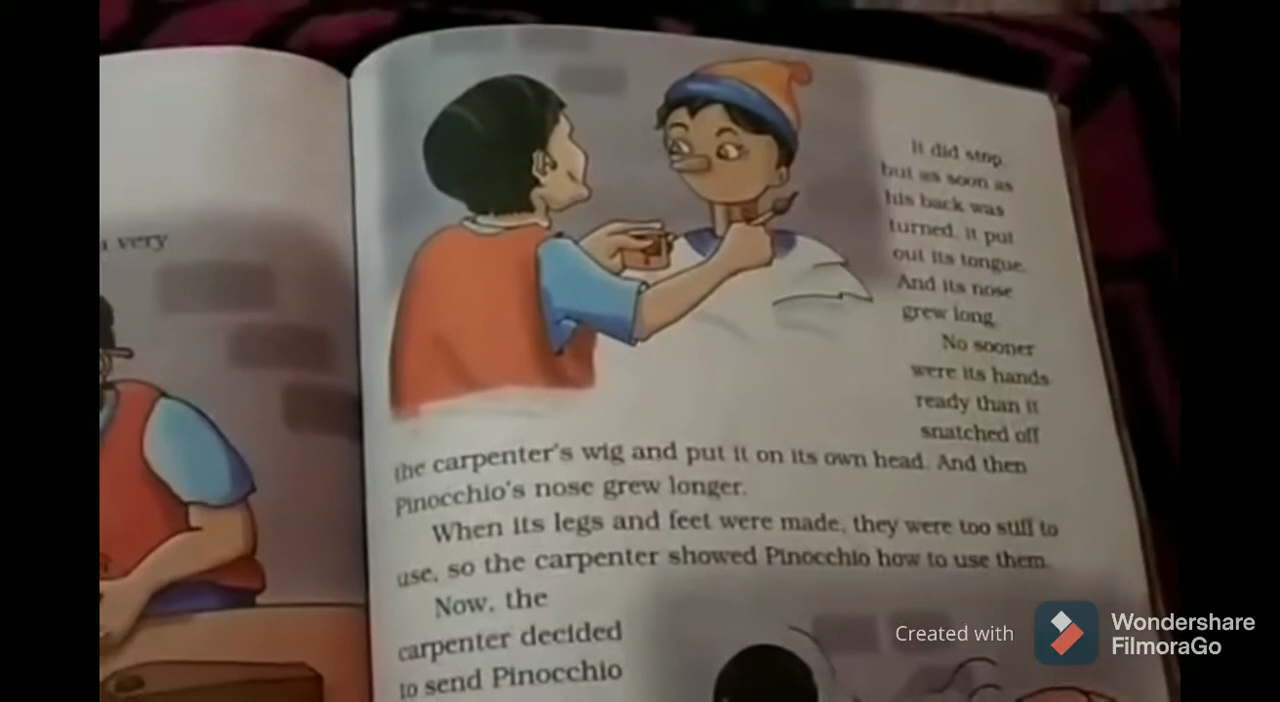 a very
It did stop,
but as soon as
his back was
turned, it put
out its tongue.
And its nose
grew long.
No sooner
were its hands
ready than it
snatched off
the carpenter's wig and put it on its own head. And then
Pinocchio's nose grew longer.
When its legs and feet were made, they were too stiff to
use, so the carpenter showed Pinocchio how to use them.
Now, the
carpenter decided
to send Pinocchio
Created with
Wondershare
FilmoraGo